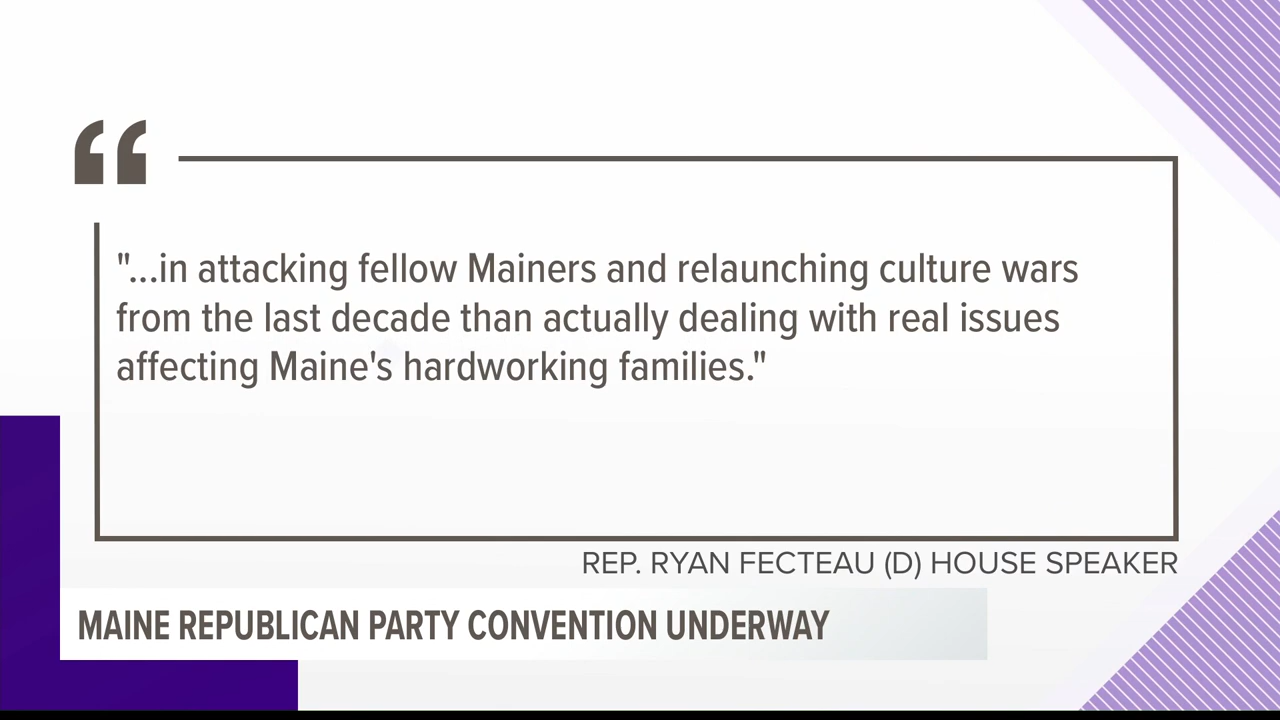 "...in attacking fellow Mainers and relaunching culture wars
from the last decade than actually dealing with real issues
affecting Maine's hardworking families."
REP. RYAN FECTEAU (D) HOUSE SPEAKER
MAINE REPUBLICAN PARTY CONVENTION UNDERWAY